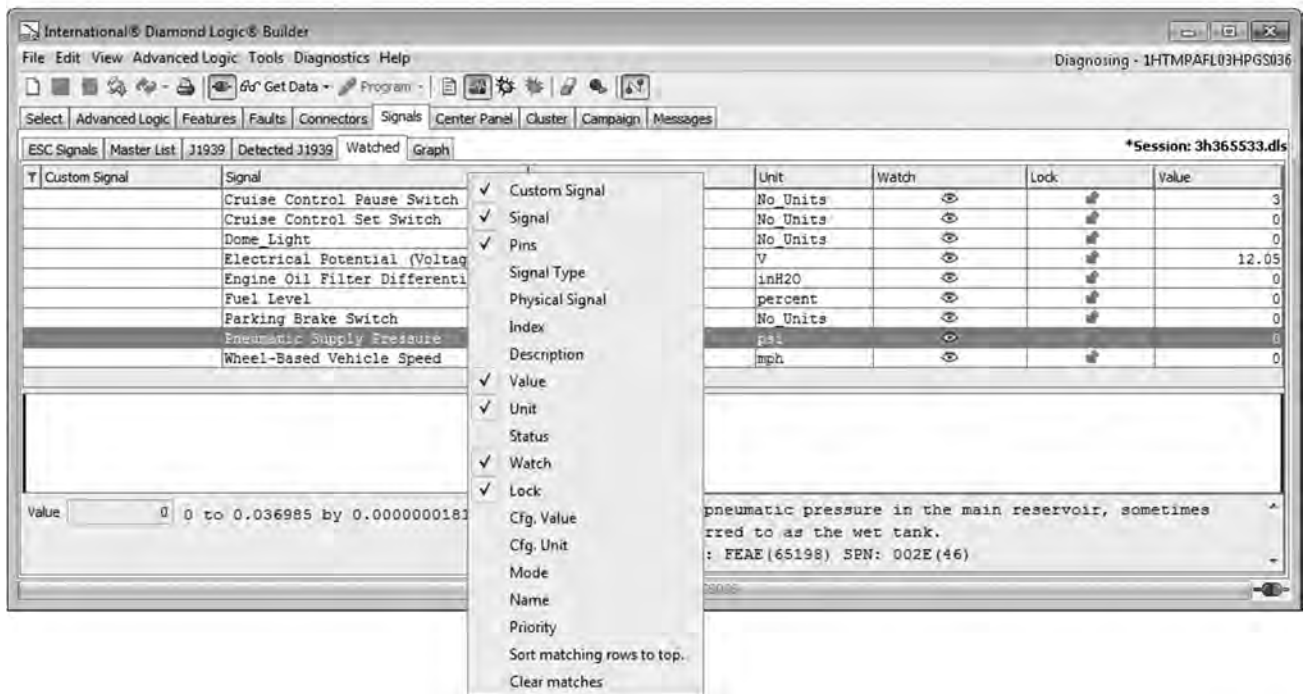 International® Diamond Logic® Builder
File Edit View Advanced Logic Tools Diagnostics Help
Diagnosing - 1HTMPAFL03HPGS036
Get Data Program
Select Advanced Logic Features Faults Connectors Signals Center Panel Cluster Campaign Messages
ESC Signals Master List J1939 Detected J1939 Watched Graph
*Session: 3h365533.dls
Custom Signal Signal Unit Watch Lock Value
Cruise Control Pause Switch No_Units 3
Cruise Control Set Switch No_Units 0
Dome_Light No_Units 0
Electrical Potential (Voltag V 12.05
Engine Oil Filter Differenti inH2O 0
Fuel Level percent 0
Parking Brake Switch No_Units 0
Pneumatic Supply Pressure psi 0
Wheel-Based Vehicle Speed mph 0
✓ Custom Signal
✓ Signal
✓ Pins
Signal Type
Physical Signal
Index
Description
✓ Value
✓ Unit
Status
✓ Watch
✓ Lock
Cfg. Value
Cfg. Unit
Mode
Name
Priority
Sort matching rows to top.
Clear matches
Value 0 0 to 0.036985 by 0.0000000181
pneumatic pressure in the main reservoir, sometimes
rred to as the wet tank.
: FEAE(65198) SPN: 002E(46)